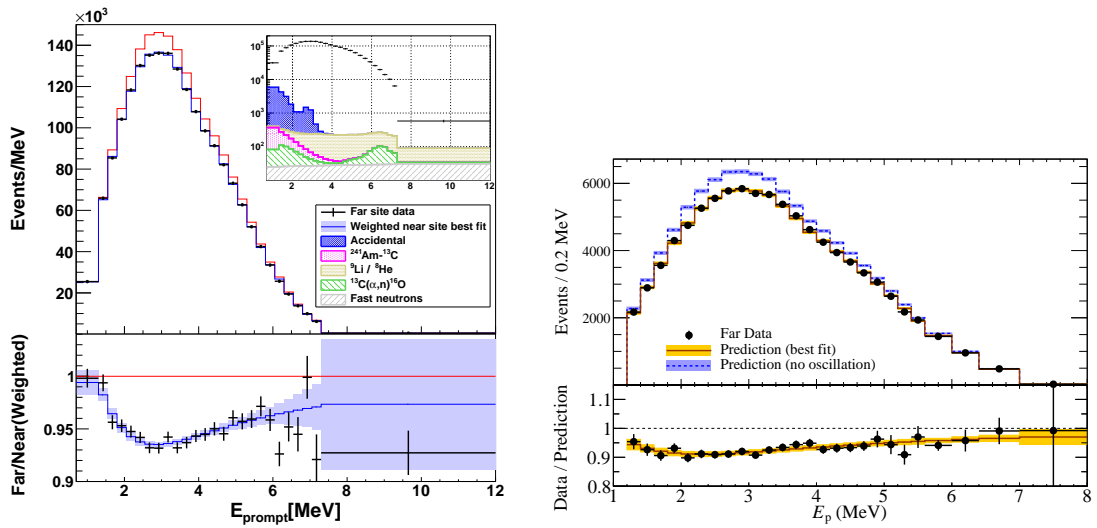 ×10³
Events/MeV
140
120
100
80
60
40
20
10⁵
10⁴
10³
10²
2 4 6 8 10 12
Far site data
Weighted near site best fit
Accidental
²⁴¹Am-¹³C
⁹Li / ⁸He
¹³C(α,n)¹⁶O
Fast neutrons
Far/Near(Weighted)
1
0.95
0.9
2 4 6 8 10 12
E_prompt[MeV]
Events / 0.2 MeV
6000
4000
2000
Far Data
Prediction (best fit)
Prediction (no oscillation)
Data / Prediction
1.1
1
0.9
0.8
1 2 3 4 5 6 7 8
E_p (MeV)